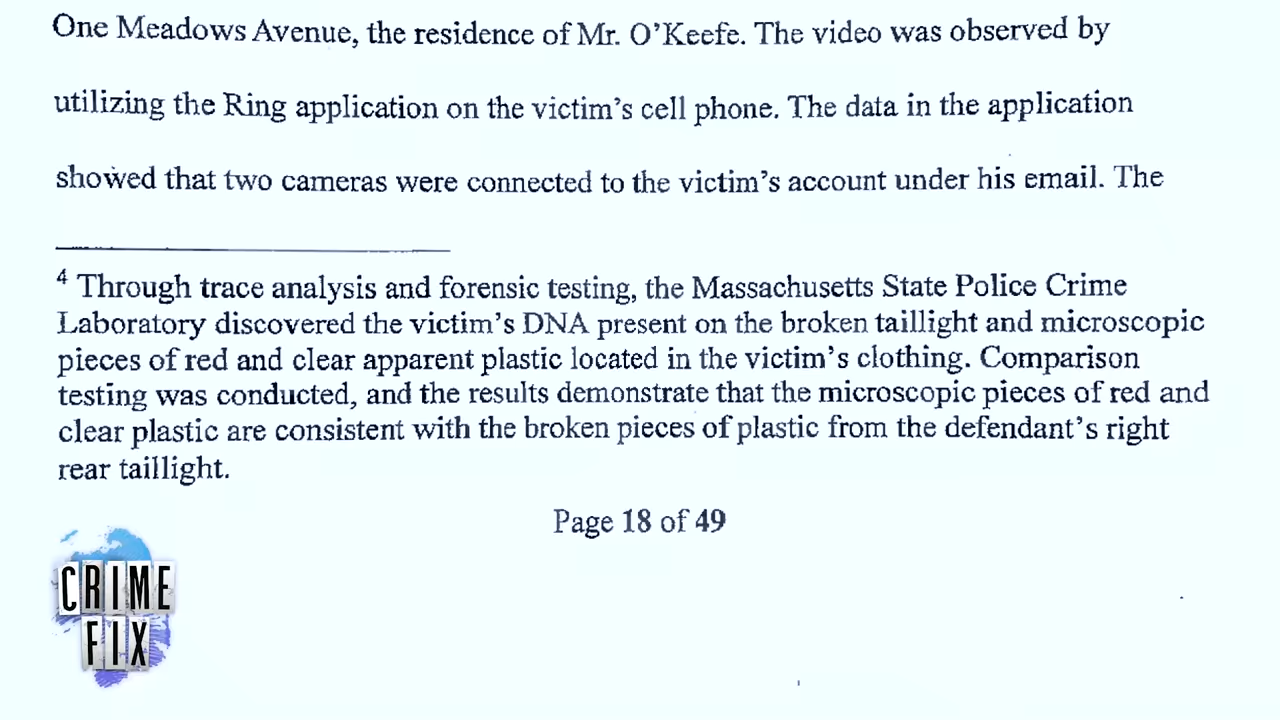 One Meadows Avenue, the residence of Mr. O'Keefe. The video was observed by
utilizing the Ring application on the victim's cell phone. The data in the application
showed that two cameras were connected to the victim's account under his email. The
4 Through trace analysis and forensic testing, the Massachusetts State Police Crime
Laboratory discovered the victim's DNA present on the broken taillight and microscopic
pieces of red and clear apparent plastic located in the victim's clothing. Comparison
testing was conducted, and the results demonstrate that the microscopic pieces of red and
clear plastic are consistent with the broken pieces of plastic from the defendant's right
rear taillight.
Page 18 of 49
CRIME
FIX